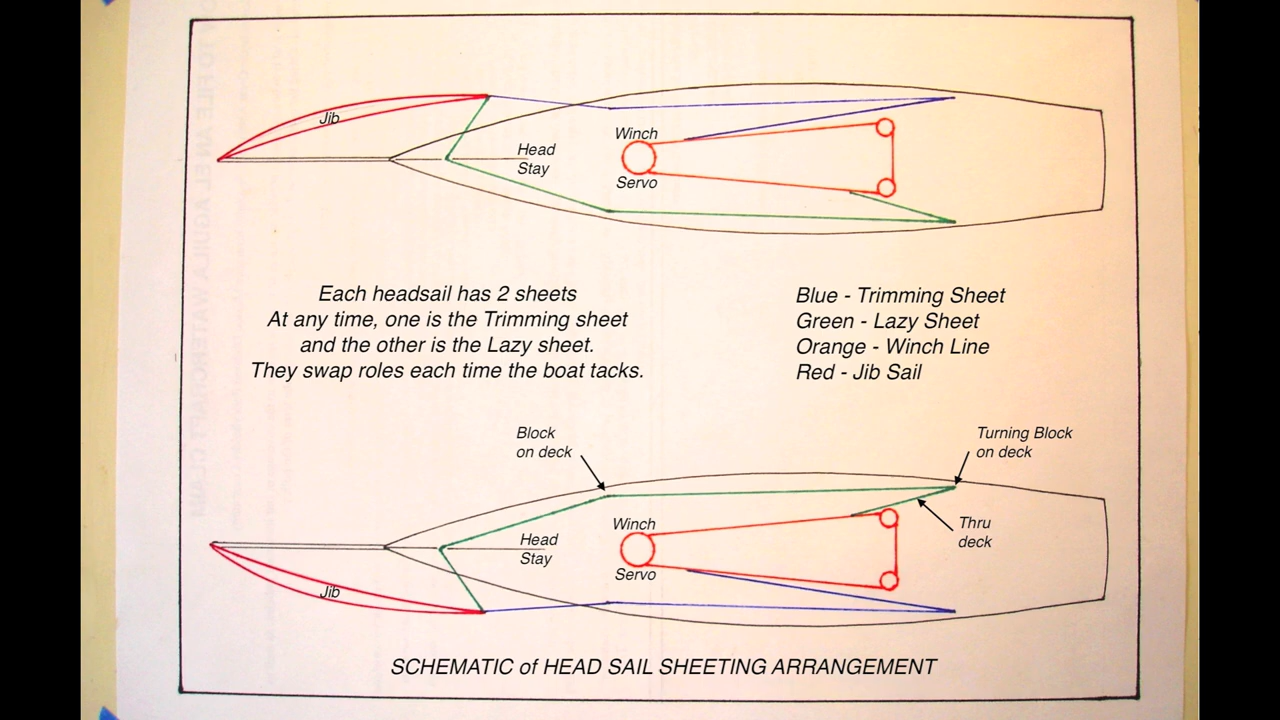 Jib
Head
Stay
Winch
Servo
Each headsail has 2 sheets
At any time, one is the Trimming sheet
and the other is the Lazy sheet.
They swap roles each time the boat tacks.
Blue - Trimming Sheet
Green - Lazy Sheet
Orange - Winch Line
Red - Jib Sail
Block
on deck
Turning Block
on deck
Winch
Servo
Head
Stay
Thru
deck
Jib
SCHEMATIC of HEAD SAIL SHEETING ARRANGEMENT